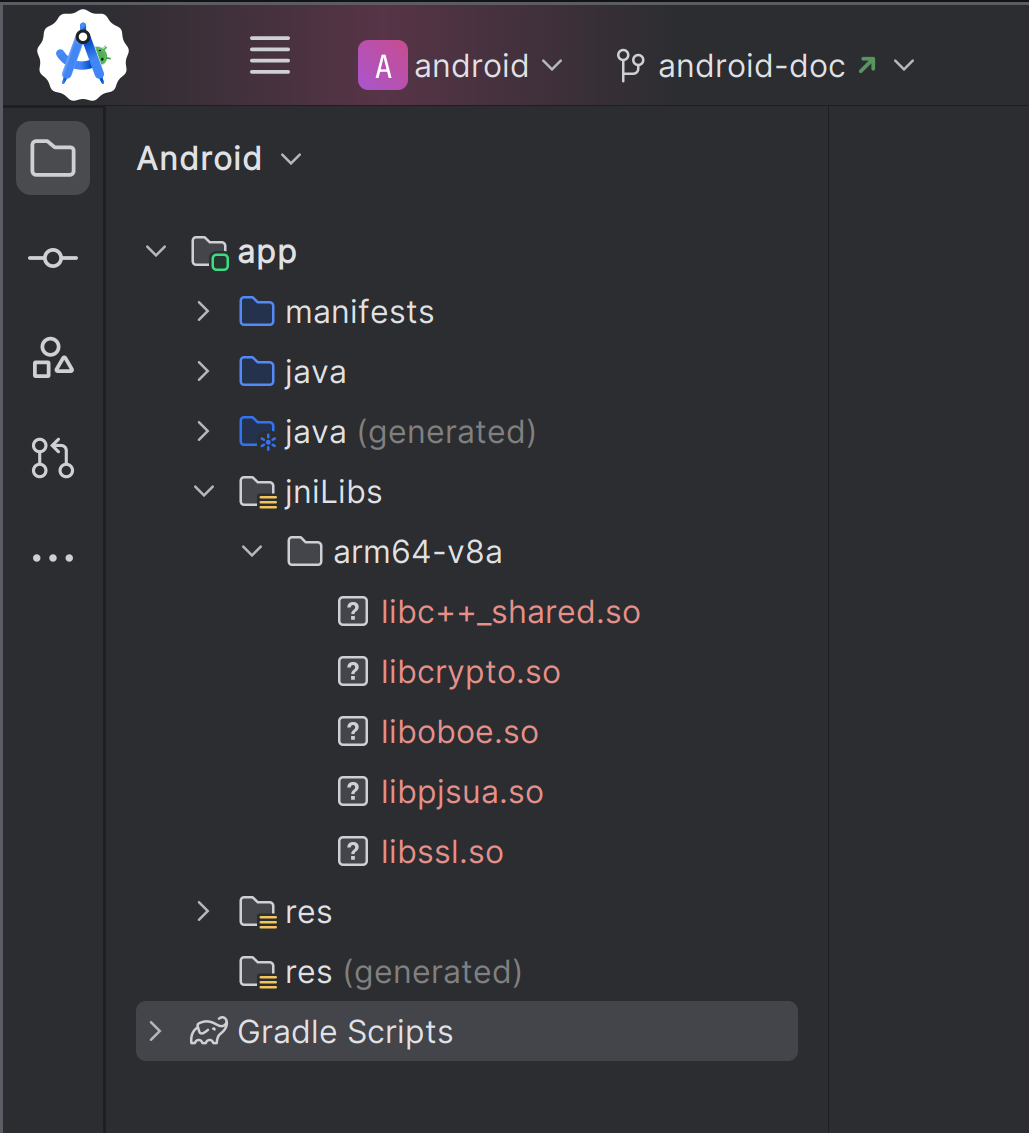 A android android-doc
Android
app
manifests
java
java (generated)
jniLibs
arm64-v8a
libc++_shared.so
libcrypto.so
liboboe.so
libpjsua.so
libssl.so
res
res (generated)
Gradle Scripts